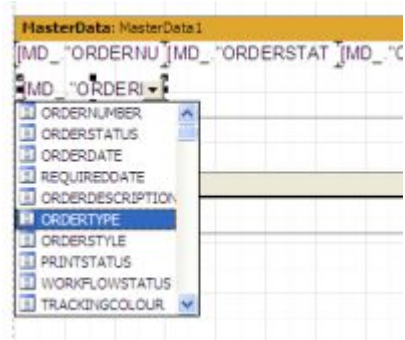 MasterData: MasterData1
[MD_."ORDERNU [MD_."ORDERSTAT [MD_."O
[MD_."ORDERI
ORDERNUMBER
ORDERSTATUS
ORDERDATE
REQUIREDDATE
ORDERDESCRIPTION
ORDERTYPE
ORDERSTYLE
PRINTSTATUS
WORKFLOWSTATUS
TRACKINGCOLOUR